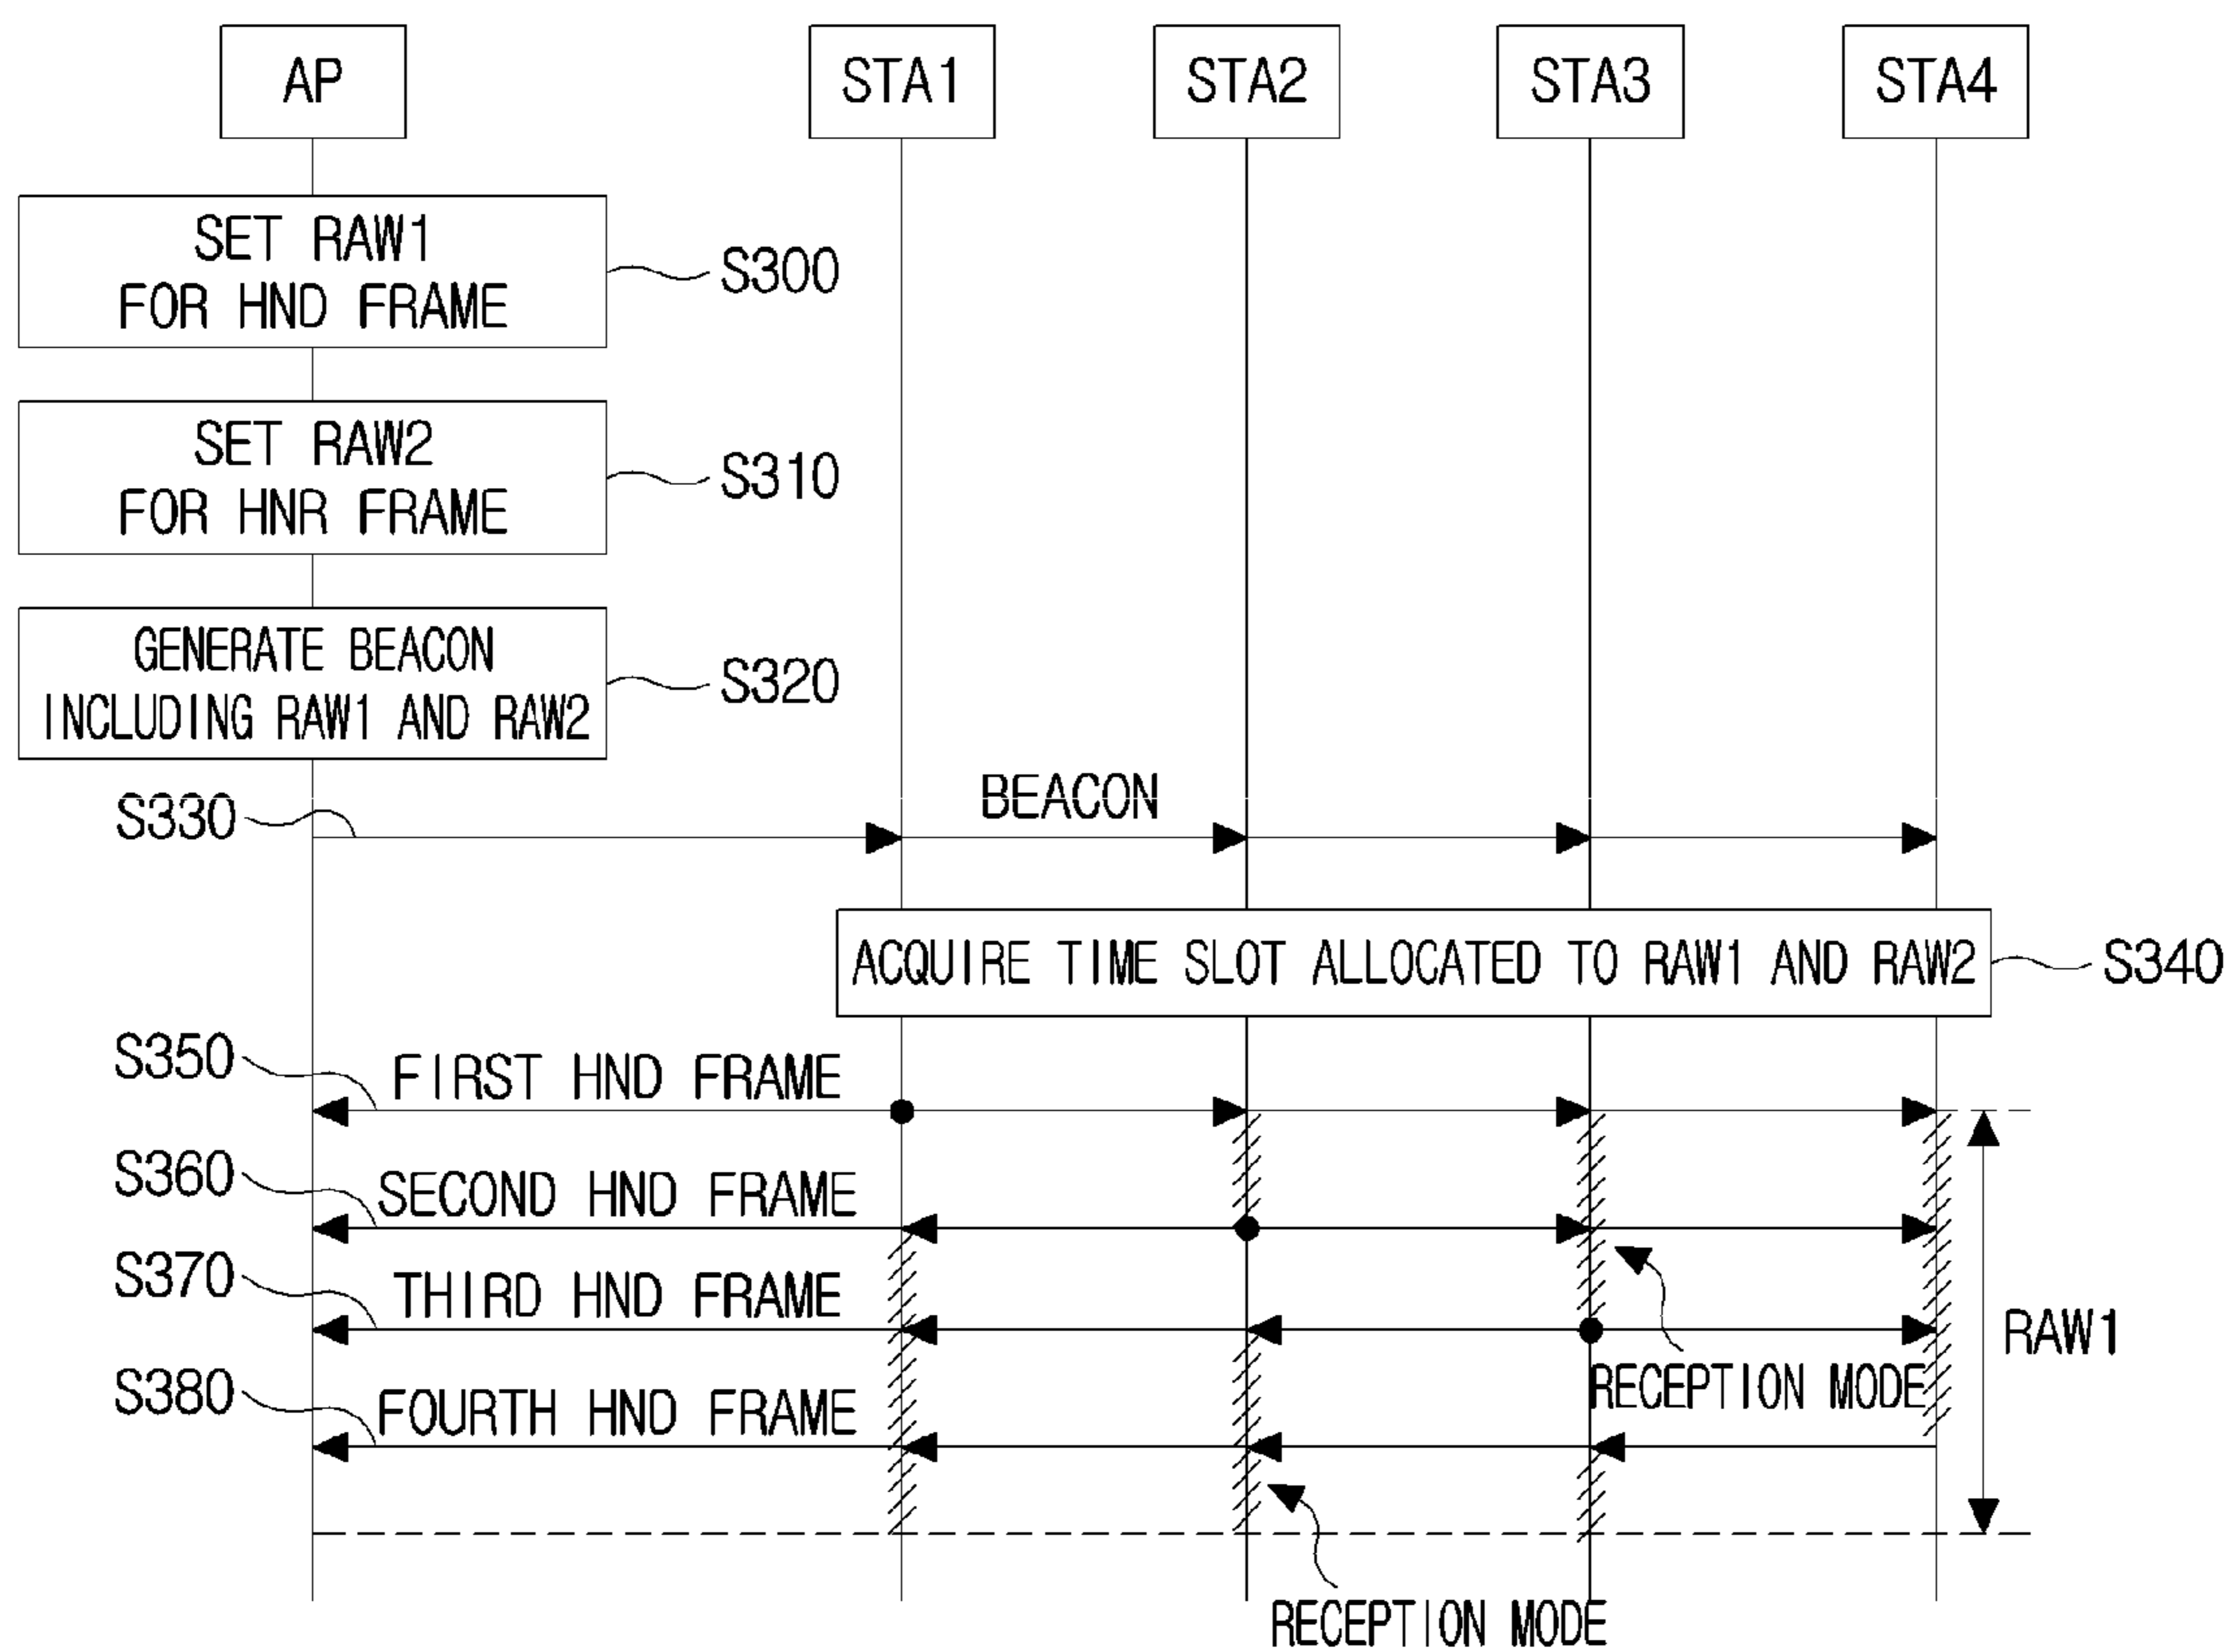 AP
STA1
STA2
STA3
STA4
SET RAW1
FOR HND FRAME
S300
SET RAW2
FOR HNR FRAME
S310
GENERATE BEACON
INCLUDING RAW1 AND RAW2
S320
S330
BEACON
ACQUIRE TIME SLOT ALLOCATED TO RAW1 AND RAW2
S340
S350
FIRST HND FRAME
S360
SECOND HND FRAME
S370
THIRD HND FRAME
RAW1
RECEPTION MODE
S380
FOURTH HND FRAME
RECEPTION MODE